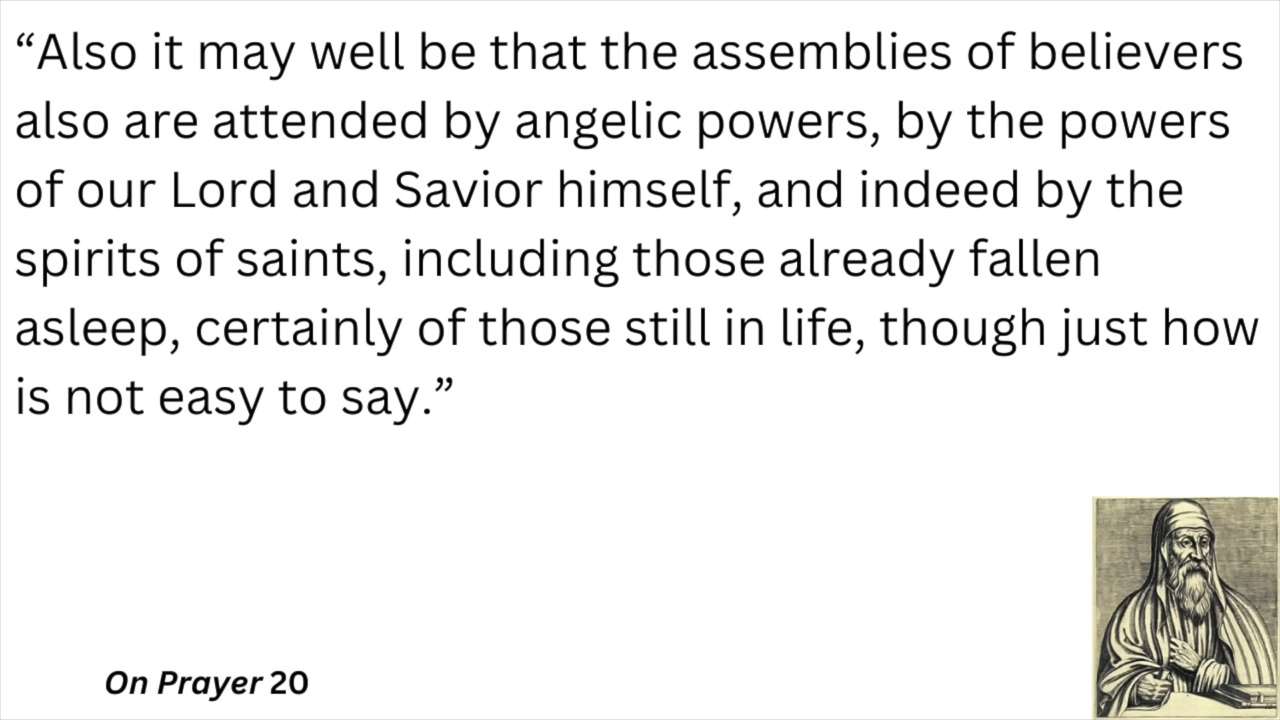 “Also it may well be that the assemblies of believers
also are attended by angelic powers, by the powers
of our Lord and Savior himself, and indeed by the
spirits of saints, including those already fallen
asleep, certainly of those still in life, though just how
is not easy to say.”
On Prayer 20